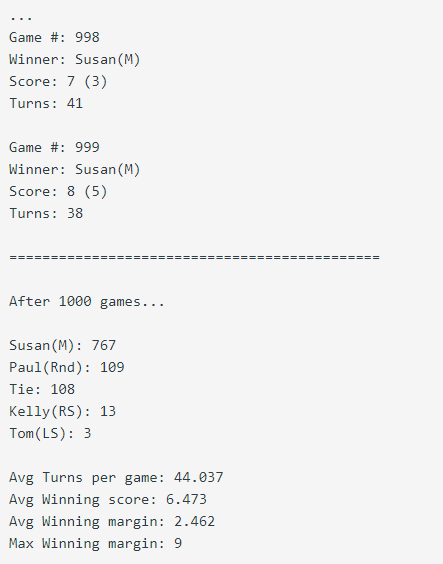 ...
Game #: 998
Winner: Susan(M)
Score: 7 (3)
Turns: 41
Game #: 999
Winner: Susan(M)
Score: 8 (5)
Turns: 38
=============================================
After 1000 games...
Susan(M): 767
Paul(Rnd): 109
Tie: 108
Kelly(RS): 13
Tom(LS): 3
Avg Turns per game: 44.037
Avg Winning score: 6.473
Avg Winning margin: 2.462
Max Winning margin: 9